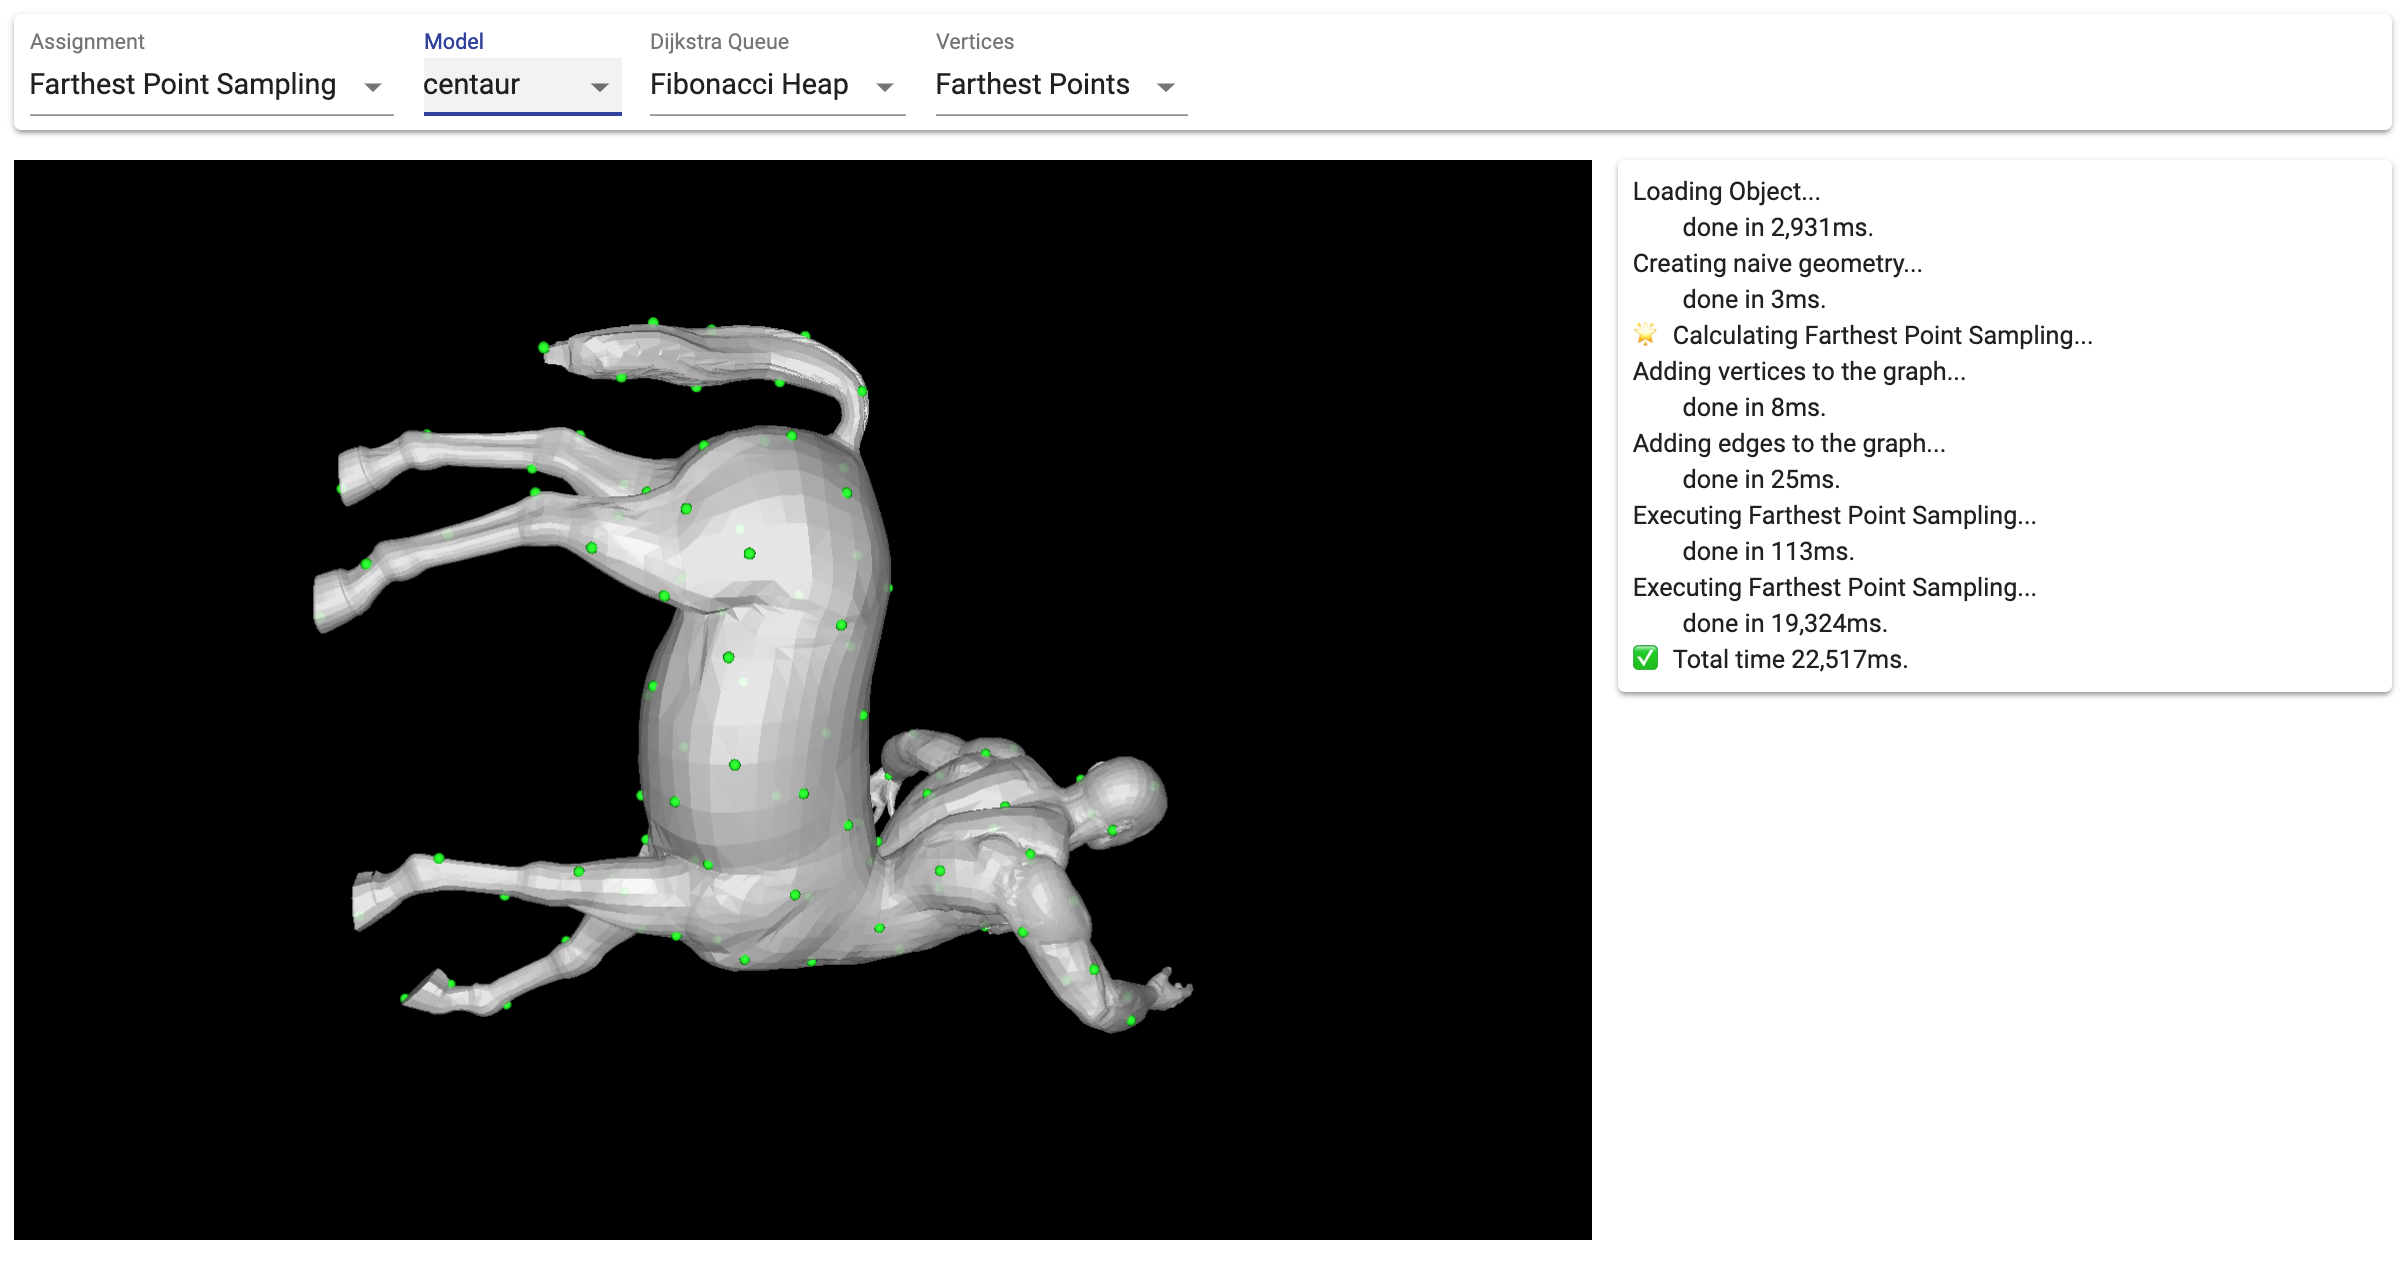 Assignment
Model
Dijkstra Queue
Vertices
Farthest Point Sampling
centaur
Fibonacci Heap
Farthest Points
Loading Object...
done in 2,931ms.
Creating naive geometry...
done in 3ms.
🌟 Calculating Farthest Point Sampling...
Adding vertices to the graph...
done in 8ms.
Adding edges to the graph...
done in 25ms.
Executing Farthest Point Sampling...
done in 113ms.
Executing Farthest Point Sampling...
done in 19,324ms.
✅ Total time 22,517ms.